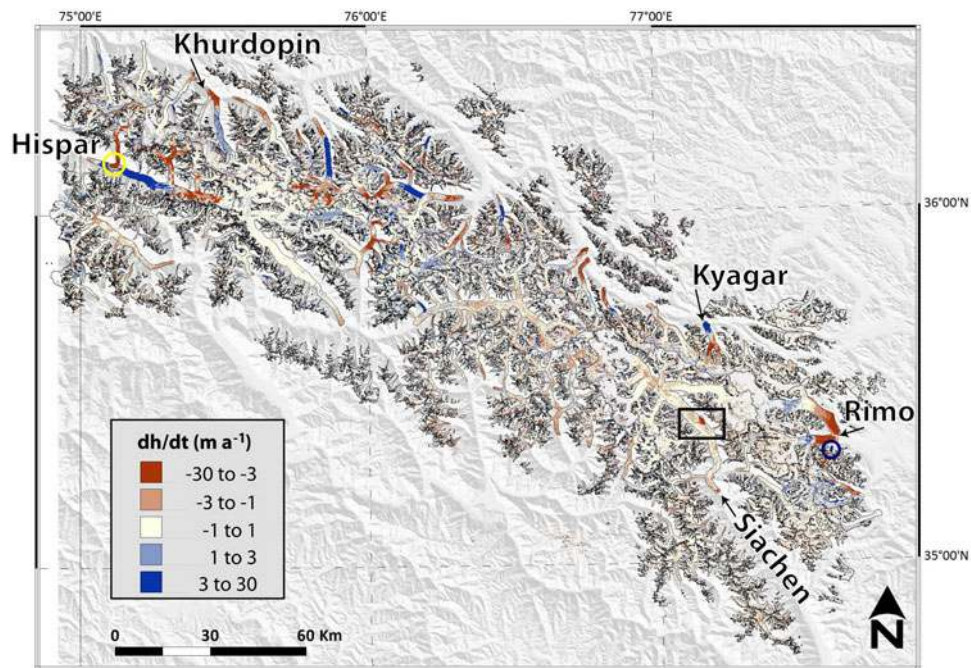 75°00'E
76°00'E
77°00'E
Khurdopin
Hispar
36°00'N
Kyagar
Rimo
Siachen
35°00'N
dh/dt (m a⁻¹)
-30 to -3
-3 to -1
-1 to 1
1 to 3
3 to 30
0 30 60 Km
N